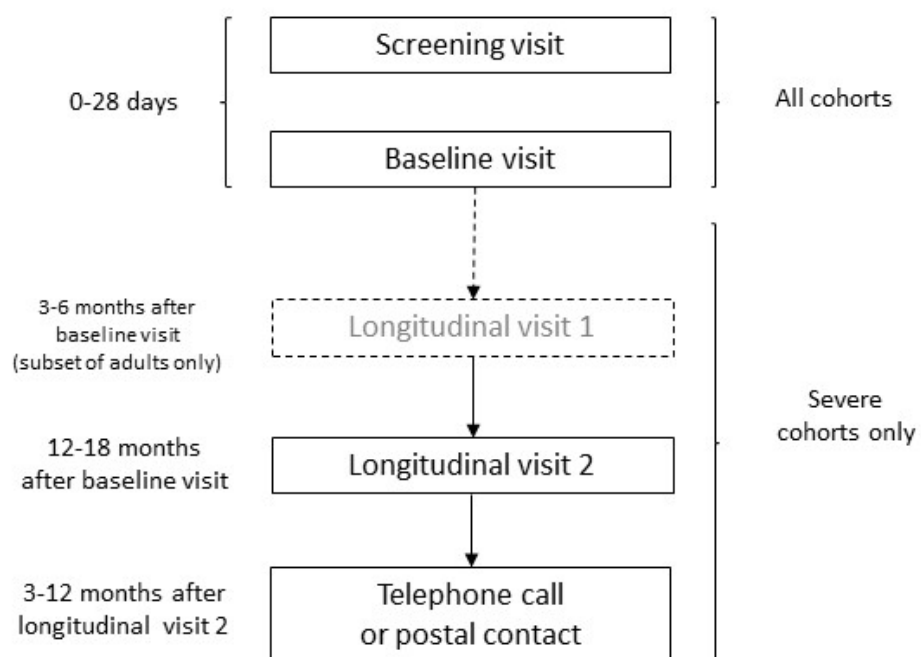 Screening visit
0-28 days
All cohorts
Baseline visit
3-6 months after
baseline visit
(subset of adults only)
Longitudinal visit 1
Severe
cohorts only
12-18 months
after baseline visit
Longitudinal visit 2
3-12 months after
longitudinal visit 2
Telephone call
or postal contact